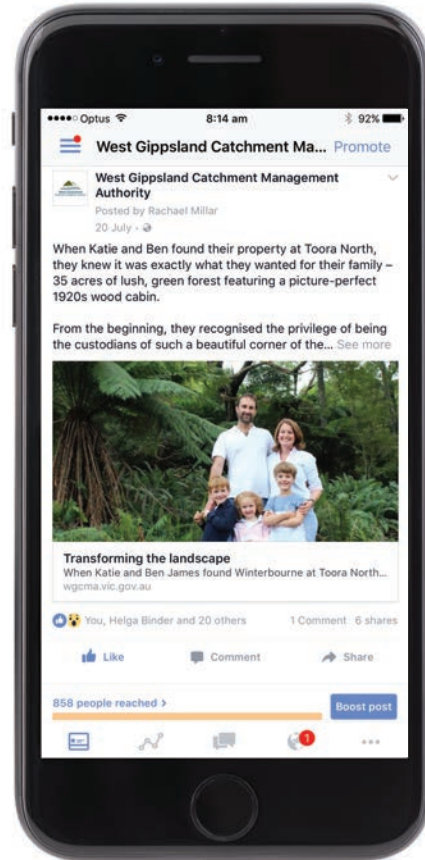 Optus
8:14 am
92%
West Gippsland Catchment Ma... Promote
West Gippsland Catchment Management
Authority
Posted by Rachael Millar
20 July ·
When Katie and Ben found their property at Toora North,
they knew it was exactly what they wanted for their family –
35 acres of lush, green forest featuring a picture-perfect
1920s wood cabin.
From the beginning, they recognised the privilege of being
the custodians of such a beautiful corner of the... See more
Transforming the landscape
When Katie and Ben James found Winterbourne at Toora North...
wgcma.vic.gov.au
You, Helga Binder and 20 others
1 Comment 6 shares
Like
Comment
Share
858 people reached >
Boost post
1